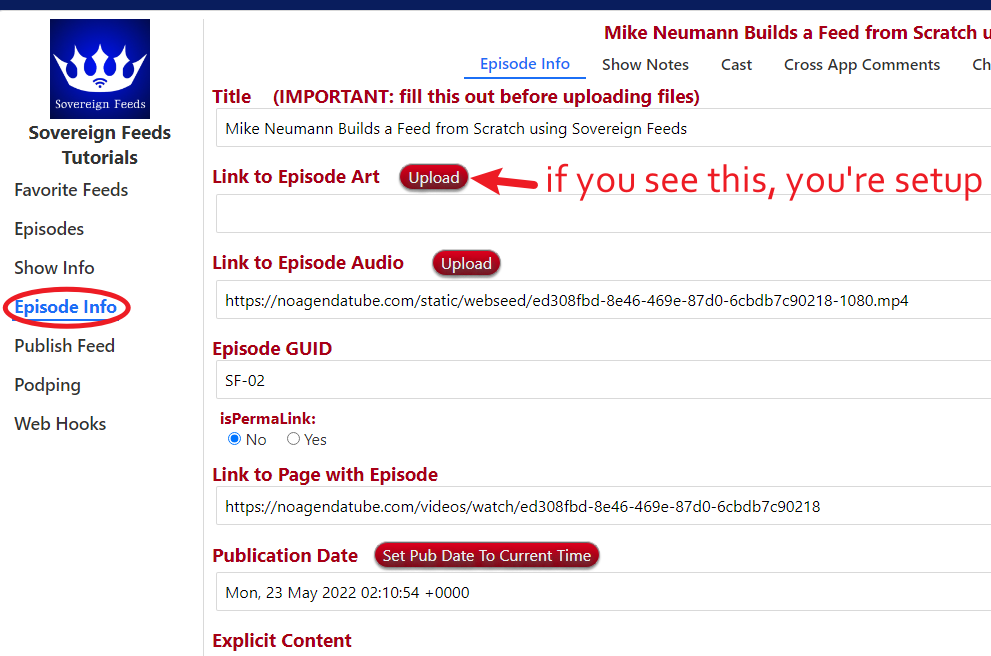 Sovereign Feeds
Sovereign Feeds
Tutorials
Favorite Feeds
Episodes
Show Info
Episode Info
Publish Feed
Podping
Web Hooks
Mike Neumann Builds a Feed from Scratch u
Episode Info Show Notes Cast Cross App Comments Ch
Title (IMPORTANT: fill this out before uploading files)
Mike Neumann Builds a Feed from Scratch using Sovereign Feeds
Link to Episode Art Upload if you see this, you're setup
Link to Episode Audio Upload
https://noagendatube.com/static/webseed/ed308fbd-8e46-469e-87d0-6cbdb7c90218-1080.mp4
Episode GUID
SF-02
isPermaLink:
No Yes
Link to Page with Episode
https://noagendatube.com/videos/watch/ed308fbd-8e46-469e-87d0-6cbdb7c90218
Publication Date Set Pub Date To Current Time
Mon, 23 May 2022 02:10:54 +0000
Explicit Content